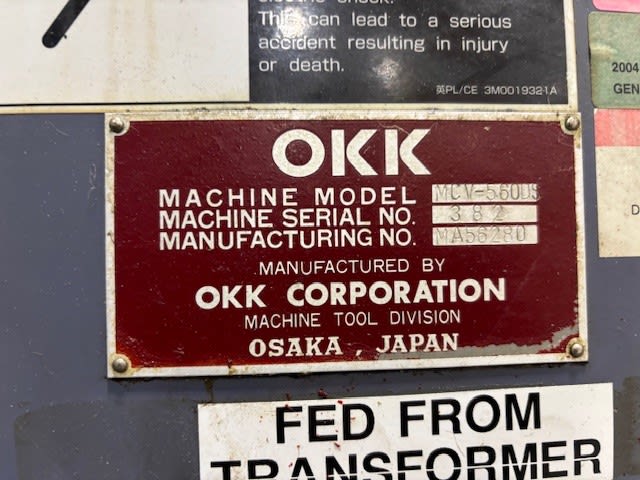 This can lead to a serious
accident resulting in injury
or death.
英PL/CE 3M0019321A
2004
GEN
OKK
MACHINE MODEL MCV-560US
MACHINE SERIAL NO. 382
MANUFACTURING NO. MA56280
MANUFACTURED BY
OKK CORPORATION
MACHINE TOOL DIVISION
OSAKA, JAPAN
FED FROM
TRANSFORMER